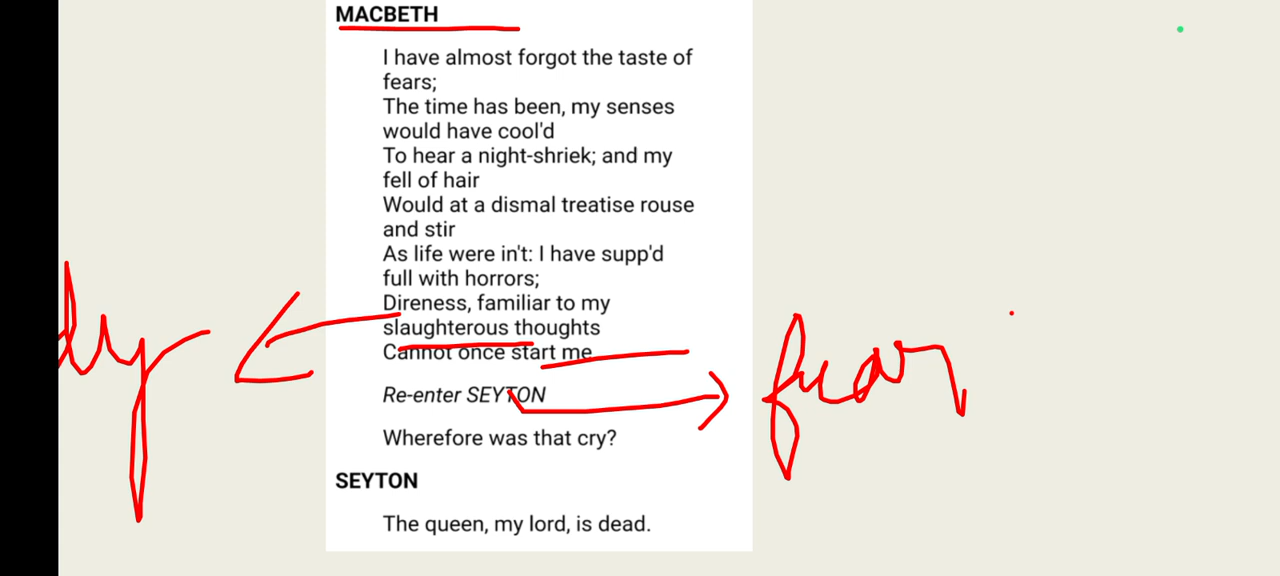 MACBETH
I have almost forgot the taste of
fears;
The time has been, my senses
would have cool'd
To hear a night-shriek; and my
fell of hair
Would at a dismal treatise rouse
and stir
As life were in't: I have supp'd
full with horrors;
Direness, familiar to my
slaughterous thoughts
Cannot once start me.
Re-enter SEYTON
Wherefore was that cry?
SEYTON
The queen, my lord, is dead.
fear